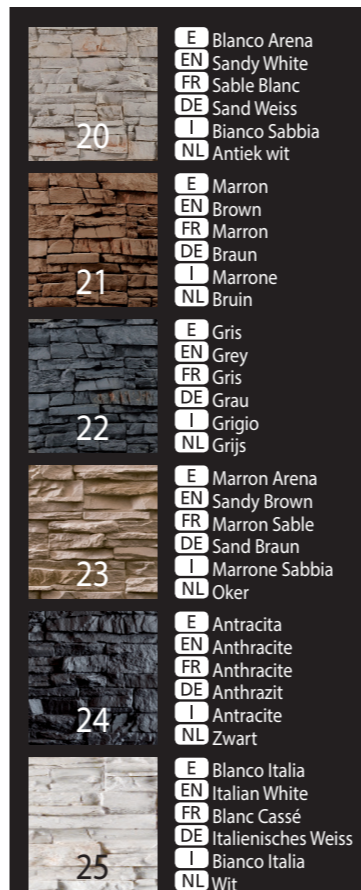 20
E Blanco Arena
EN Sandy White
FR Sable Blanc
DE Sand Weiss
I Bianco Sabbia
NL Antiek wit
21
E Marron
EN Brown
FR Marron
DE Braun
I Marrone
NL Bruin
22
E Gris
EN Grey
FR Gris
DE Grau
I Grigio
NL Grijs
23
E Marron Arena
EN Sandy Brown
FR Marron Sable
DE Sand Braun
I Marrone Sabbia
NL Oker
24
E Antracita
EN Anthracite
FR Anthracite
DE Anthrazit
I Antracite
NL Zwart
25
E Blanco Italia
EN Italian White
FR Blanc Cassé
DE Italienisches Weiss
I Bianco Italia
NL Wit